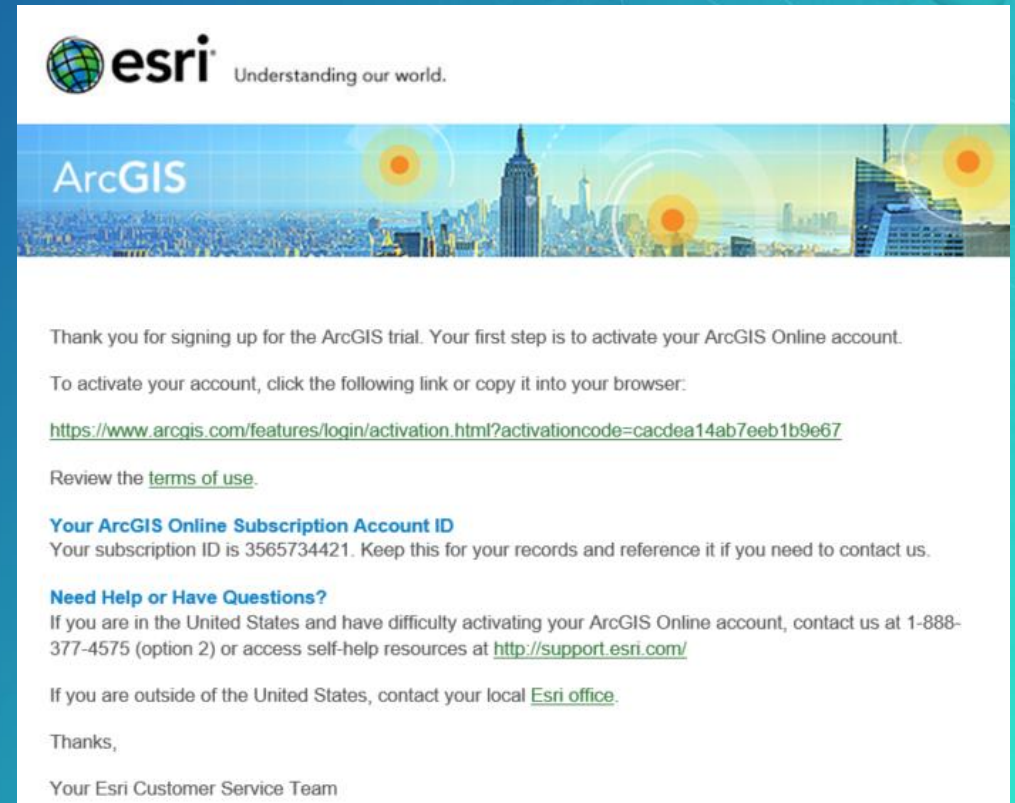 esri Understanding our world.
ArcGIS
Thank you for signing up for the ArcGIS trial. Your first step is to activate your ArcGIS Online account.
To activate your account, click the following link or copy it into your browser:
https://www.arcgis.com/features/login/activation.html?activationcode=cacdea14ab7eeb1b9e67
Review the terms of use.
Your ArcGIS Online Subscription Account ID
Your subscription ID is 3565734421. Keep this for your records and reference it if you need to contact us.
Need Help or Have Questions?
If you are in the United States and have difficulty activating your ArcGIS Online account, contact us at 1-888-
377-4575 (option 2) or access self-help resources at http://support.esri.com/
If you are outside of the United States, contact your local Esri office.
Thanks,
Your Esri Customer Service Team